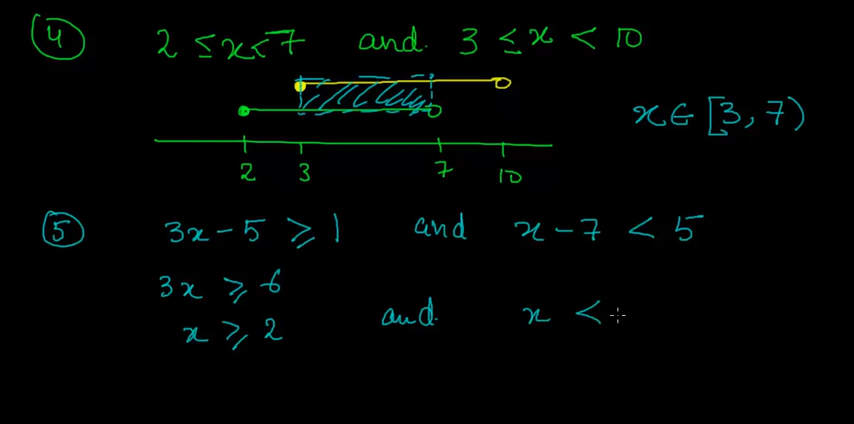 ④ 2 ≤ x < 7 and. 3 ≤ x < 10
x ∈ [3, 7)
2 3 7 10
⑤ 3x - 5 ⩾ 1 and x - 7 < 5
3x ⩾ 6
x ⩾ 2 and. x <